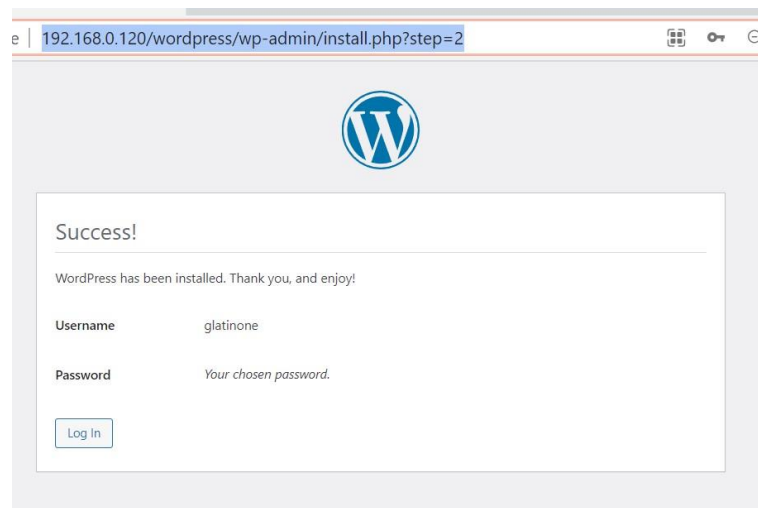 e | 192.168.0.120/wordpress/wp-admin/install.php?step=2
W
Success!
WordPress has been installed. Thank you, and enjoy!
Username glatinone
Password Your chosen password.
Log In